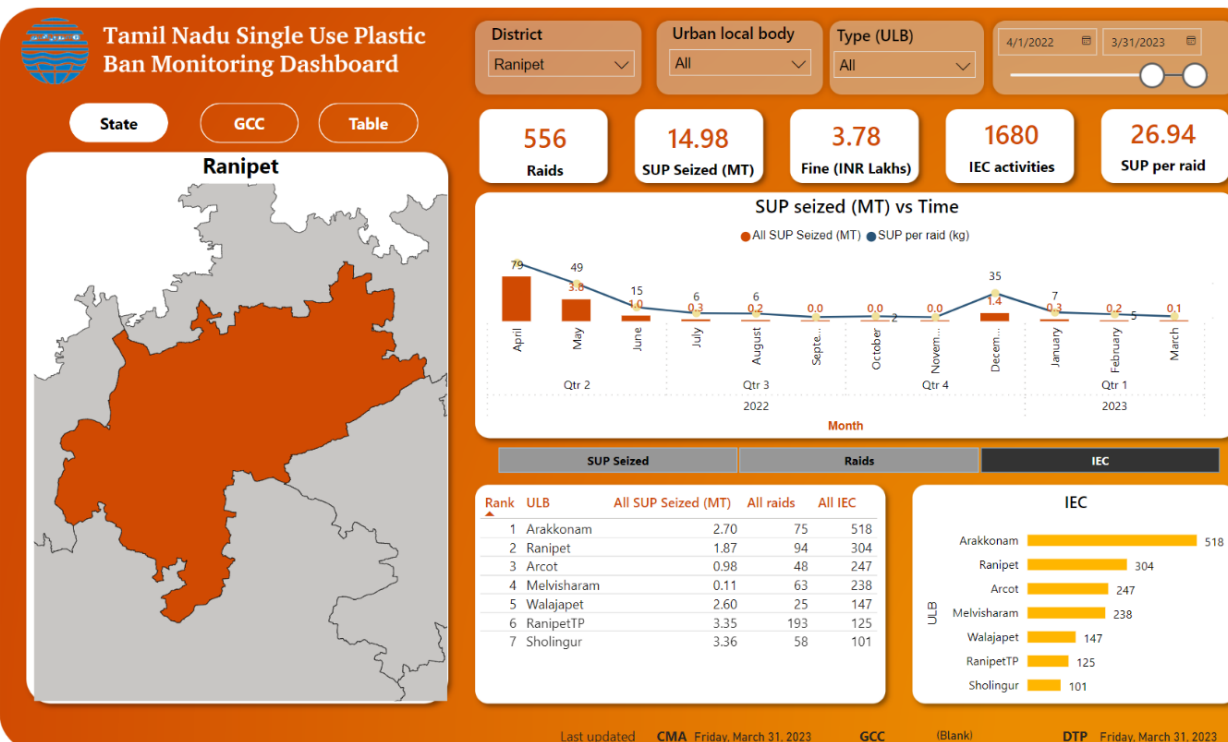 Tamil Nadu Single Use Plastic
Ban Monitoring Dashboard
District
Ranipet
Urban local body
All
Type (ULB)
All
4/1/2022
3/31/2023
State
GCC
Table
556
Raids
14.98
SUP Seized (MT)
3.78
Fine (INR Lakhs)
1680
IEC activities
26.94
SUP per raid
Ranipet
SUP seized (MT) vs Time
All SUP Seized (MT) SUP per raid (kg)
79 49 15 6 6 2 35 7 5
3.8 1.0 0.3 0.2 0.0 0.0 0.0 1.4 0.3 0.2 0.1
April May June July August Septe... October Novem... Decem... January February March
Qtr 2 Qtr 3 Qtr 4 Qtr 1
2022 2023
Month
SUP Seized Raids IEC
Rank ULB All SUP Seized (MT) All raids All IEC
1 Arakkonam 2.70 75 518
2 Ranipet 1.87 94 304
3 Arcot 0.98 48 247
4 Melvisharam 0.11 63 238
5 Walajapet 2.60 25 147
6 RanipetTP 3.35 193 125
7 Sholingur 3.36 58 101
IEC
ULB
Arakkonam 518
Ranipet 304
Arcot 247
Melvisharam 238
Walajapet 147
RanipetTP 125
Sholingur 101
Last updated CMA Friday, March 31, 2023 GCC (Blank) DTP Friday, March 31, 2023